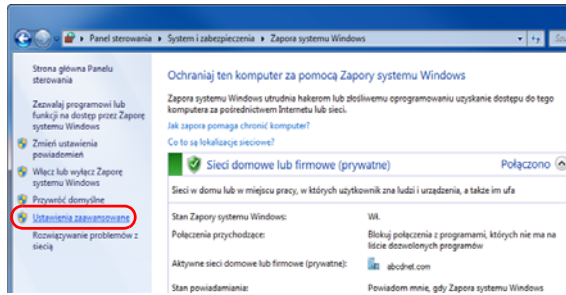 Panel sterowania ▸ System i zabezpieczenia ▸ Zapora systemu Windows
Strona główna Panelu
sterowania
Zezwalaj programowi lub
funkcji na dostęp przez Zaporę
systemu Windows
Zmień ustawienia
powiadomień
Włącz lub wyłącz Zaporę
systemu Windows
Przywróć domyślne
Ustawienia zaawansowane
Rozwiązywanie problemów z
siecią
Ochraniaj ten komputer za pomocą Zapory systemu Windows
Zapora systemu Windows utrudnia hakerom lub złośliwemu oprogramowaniu uzyskanie dostępu do tego
komputera za pośrednictwem Internetu lub sieci.
Jak zapora pomaga chronić komputer?
Co to są lokalizacje sieciowe?
Sieci domowe lub firmowe (prywatne) Połączono
Sieci w domu lub w miejscu pracy, w których użytkownik zna ludzi i urządzenia, a także im ufa
Stan Zapory systemu Windows: Wł.
Połączenia przychodzące: Blokuj połączenia z programami, których nie ma na
liście dozwolonych programów
Aktywne sieci domowe lub firmowe (prywatne): abcdnet.com
Stan powiadamiania: Powiadom mnie, gdy Zapora systemu Windows